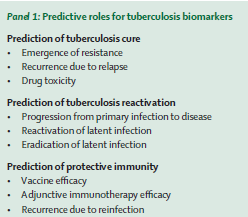 Panel 1: Predictive roles for tuberculosis biomarkers
Prediction of tuberculosis cure
• Emergence of resistance
• Recurrence due to relapse
• Drug toxicity
Prediction of tuberculosis reactivation
• Progression from primary infection to disease
• Reactivation of latent infection
• Eradication of latent infection
Prediction of protective immunity
• Vaccine efficacy
• Adjunctive immunotherapy efficacy
• Recurrence due to reinfection